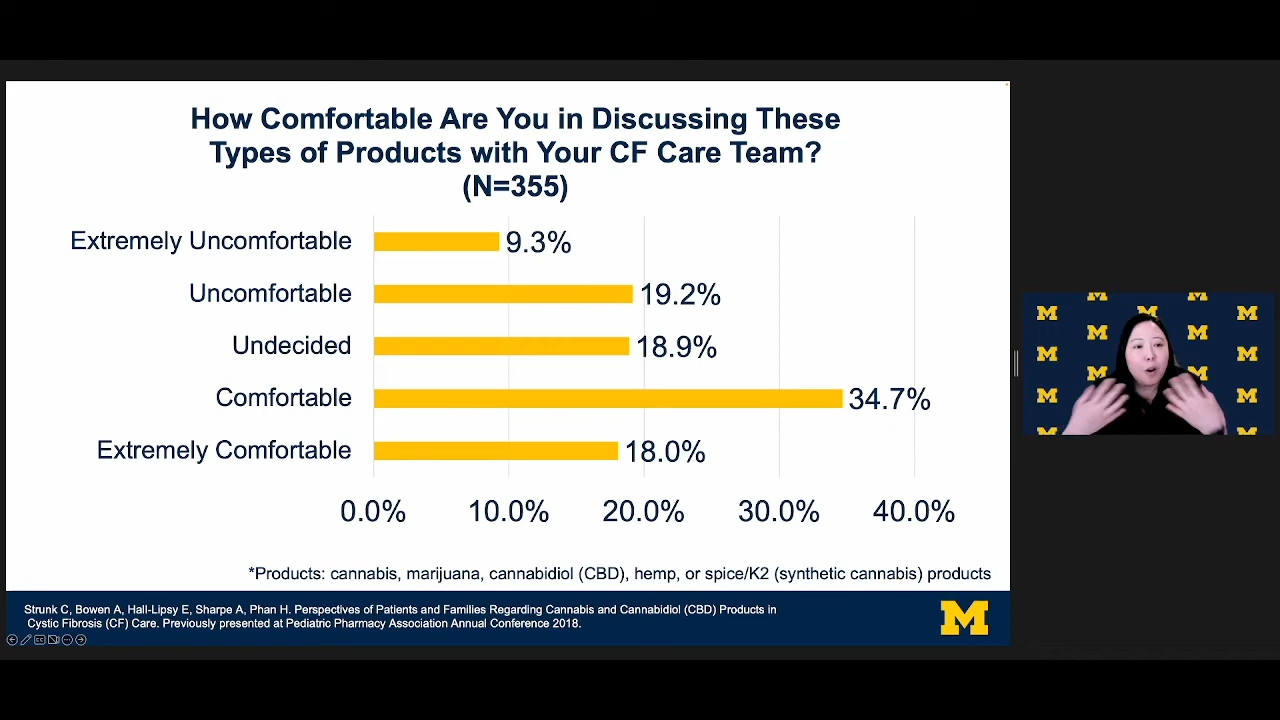 How Comfortable Are You in Discussing These
Types of Products with Your CF Care Team?
(N=355)
Extremely Uncomfortable 9.3%
Uncomfortable 19.2%
Undecided 18.9%
Comfortable 34.7%
Extremely Comfortable 18.0%
0.0% 10.0% 20.0% 30.0% 40.0%
*Products: cannabis, marijuana, cannabidiol (CBD), hemp, or spice/K2 (synthetic cannabis) products
Strunk C, Bowen A, Hall-Lipsy E, Sharpe A, Phan H. Perspectives of Patients and Families Regarding Cannabis and Cannabidiol (CBD) Products in
Cystic Fibrosis (CF) Care. Previously presented at Pediatric Pharmacy Association Annual Conference 2018.
M
M M M
M M M M
M M M M
M M
M M M M